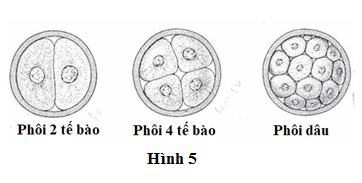 Phôi 2 tế bào
Phôi 4 tế bào
Phôi dâu
Hình 5